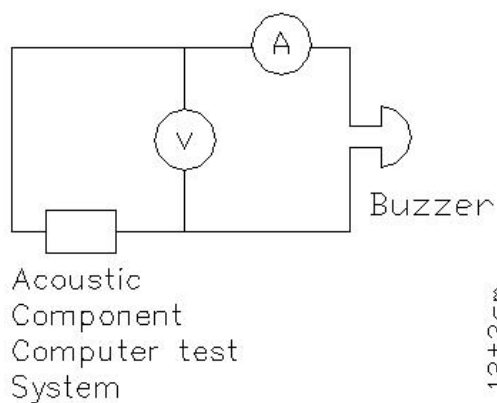 A
V
Buzzer
Acoustic
Component
Computer test
System